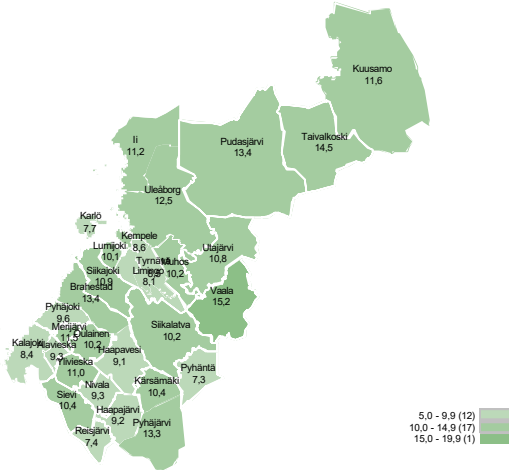 Kuusamo
11,6
Taivalkoski
14,5
Pudasjärvi
13,4
Ii
11,2
Uleåborg
12,5
Karlö
7,7
Kempele
8,6
Lumijoki
10,1
Tyrnävä
Muhos
10,2
Utajärvi
10,8
Limingo
8,1
Siikajoki
10,9
Brahestad
13,4
Vaala
15,2
Pyhäjoki
9,6
Merijärvi
Oulainen
10,2
Siikalatva
10,2
Kalajoki
8,4
Alavieska
9,3
Haapavesi
9,1
Ylivieska
11,0
Pyhäntä
7,3
Nivala
9,3
Kärsämäki
10,4
Sievi
10,4
Haapajärvi
9,2
Pyhäjärvi
13,3
Reisjärvi
7,4
5,0 - 9,9 (12)
10,0 - 14,9 (17)
15,0 - 19,9 (1)